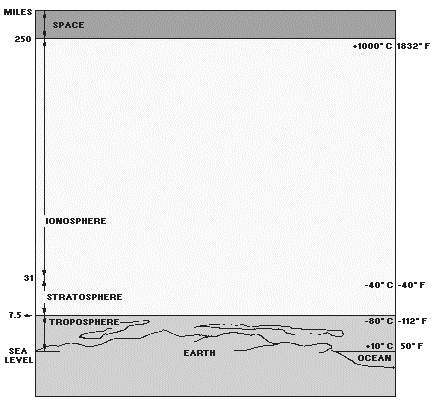 MILES
SPACE
250
+1000° C 1832° F
IONOSPHERE
31
-40° C -40° F
STRATOSPHERE
7.5
-80° C -112° F
TROPOSPHERE
+10° C 50° F
SEA
LEVEL
EARTH
OCEAN